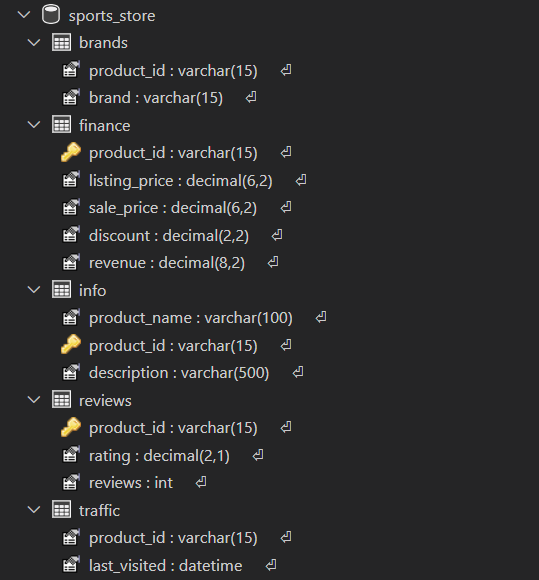 sports_store
brands
product_id : varchar(15)
brand : varchar(15)
finance
product_id : varchar(15)
listing_price : decimal(6,2)
sale_price : decimal(6,2)
discount : decimal(2,2)
revenue : decimal(8,2)
info
product_name : varchar(100)
product_id : varchar(15)
description : varchar(500)
reviews
product_id : varchar(15)
rating : decimal(2,1)
reviews : int
traffic
product_id : varchar(15)
last_visited : datetime